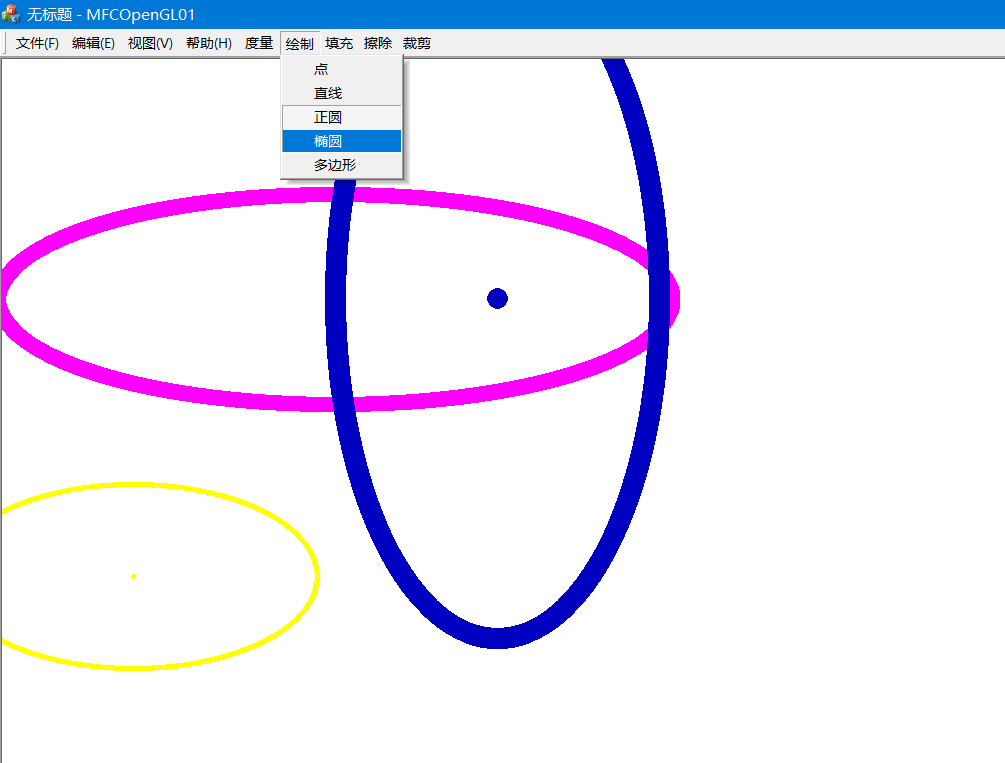 无标题 - MFCOpenGL01
文件(F) 编辑(E) 视图(V) 帮助(H) 度量 绘制 填充 擦除 裁剪
点
直线
正圆
椭圆
多边形